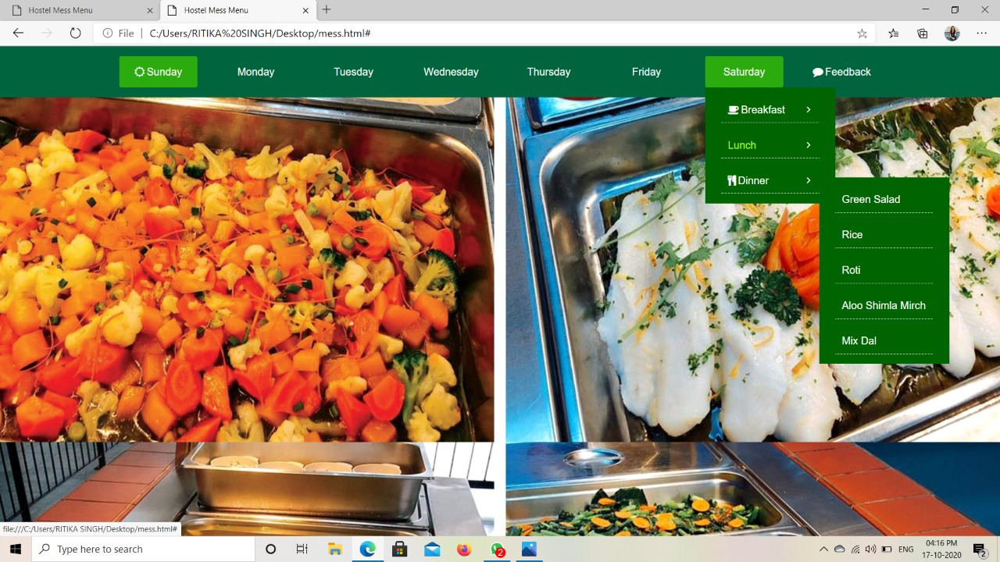 Hostel Mess Menu
Hostel Mess Menu
File | C:/Users/RITIKA%20SINGH/Desktop/mess.html#
Sunday Monday Tuesday Wednesday Thursday Friday Saturday Feedback
Breakfast
Lunch
Dinner
Green Salad
Rice
Roti
Aloo Shimla Mirch
Mix Dal
file:///C:/Users/RITIKA SINGH/Desktop/mess.html#
Type here to search
2
ENG
04:16 PM
17-10-2020
2